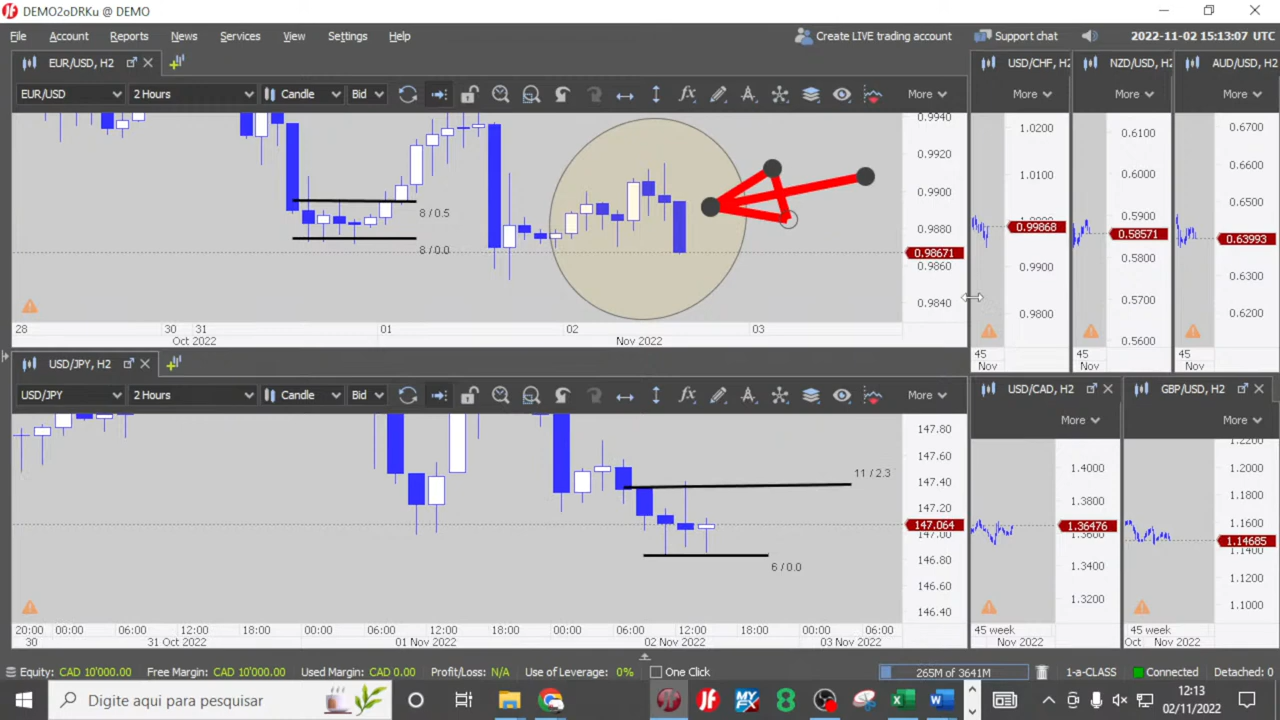 DEMO2oDRKu @ DEMO
File Account Reports News Services View Settings Help
Create LIVE trading account Support chat 2022-11-02 15:13:07 UTC
EUR/USD, H2
EUR/USD 2 Hours Candle Bid More
0.9940
0.9920
0.9900
0.9880
0.98671
0.9860
0.9840
8 / 0.5
8 / 0.0
28 30 31 01 02 03
Oct 2022 Nov 2022
USD/CHF, H2
More
1.0200
1.0100
0.99868
0.9900
0.9800
45
Nov
NZD/USD, H2
More
0.6100
0.6000
0.5900
0.58571
0.5800
0.5700
0.5600
45
Nov
AUD/USD, H2
More
0.6700
0.6600
0.6500
0.63993
0.6300
0.6200
45
Nov
USD/JPY, H2
USD/JPY 2 Hours Candle Bid More
147.80
147.60
147.40
147.20
147.064
147.00
146.80
146.60
146.40
11 / 2.3
6 / 0.0
20:00 00:00 06:00 12:00 18:00 00:00 06:00 12:00 18:00 00:00 06:00 12:00 18:00 00:00 06:00
30 31 Oct 2022 01 Nov 2022 02 Nov 2022 03 Nov 2022
USD/CAD, H2
More
1.4000
1.3800
1.36476
1.3600
1.3400
1.3200
45 week
Nov 2022
GBP/USD, H2
More
1.2200
1.2000
1.1800
1.1600
1.14685
1.1400
1.1200
1.1000
45 week
Oct Nov 2022
Equity: CAD 10'000.00 Free Margin: CAD 10'000.00 Used Margin: CAD 0.00 Profit/Loss: N/A Use of Leverage: 0% One Click 265M of 3641M 1-a-CLASS Connected Detached: 0
Digite aqui para pesquisar
12:13
02/11/2022